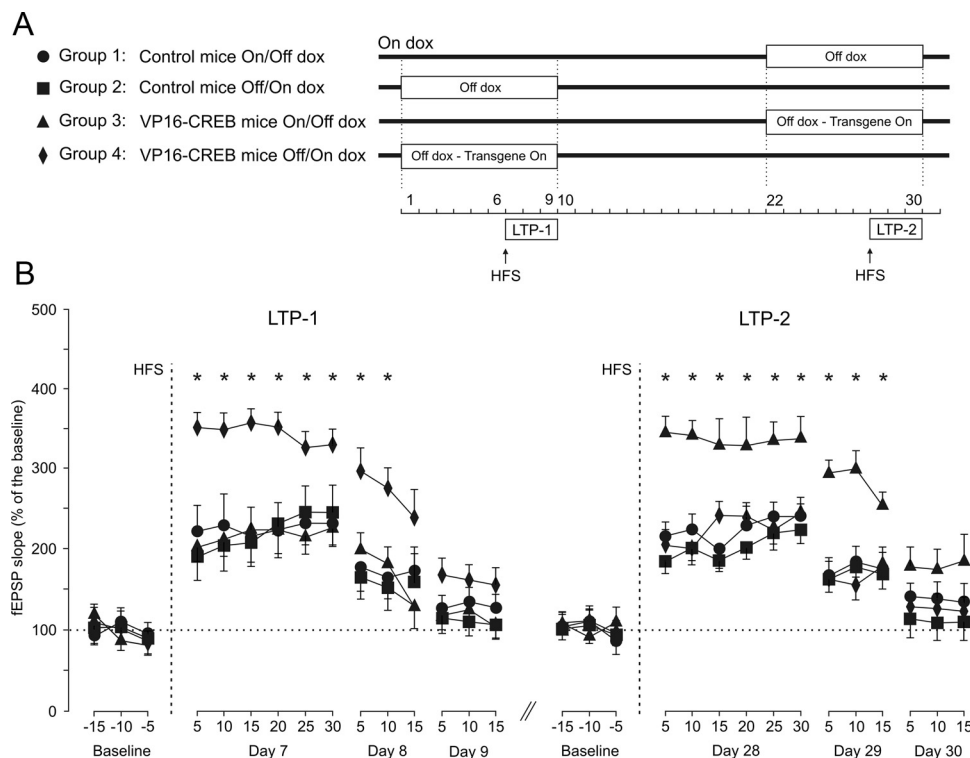 A
Group 1: Control mice On/Off dox
Group 2: Control mice Off/On dox
Group 3: VP16-CREB mice On/Off dox
Group 4: VP16-CREB mice Off/On dox
On dox
Off dox
Off dox
Off dox - Transgene On
Off dox - Transgene On
1 6 9 10 22 30
LTP-1 LTP-2
HFS HFS
B
LTP-1 LTP-2
fEPSP slope (% of the baseline)
500
400
300
200
100
0
HFS HFS
* * * * * * * * * * * * * * * * *
-15 -10 -5 5 10 15 20 25 30 5 10 15 5 10 15 -15 -10 -5 5 10 15 20 25 30 5 10 15 5 10 15
Baseline Day 7 Day 8 Day 9 // Baseline Day 28 Day 29 Day 30